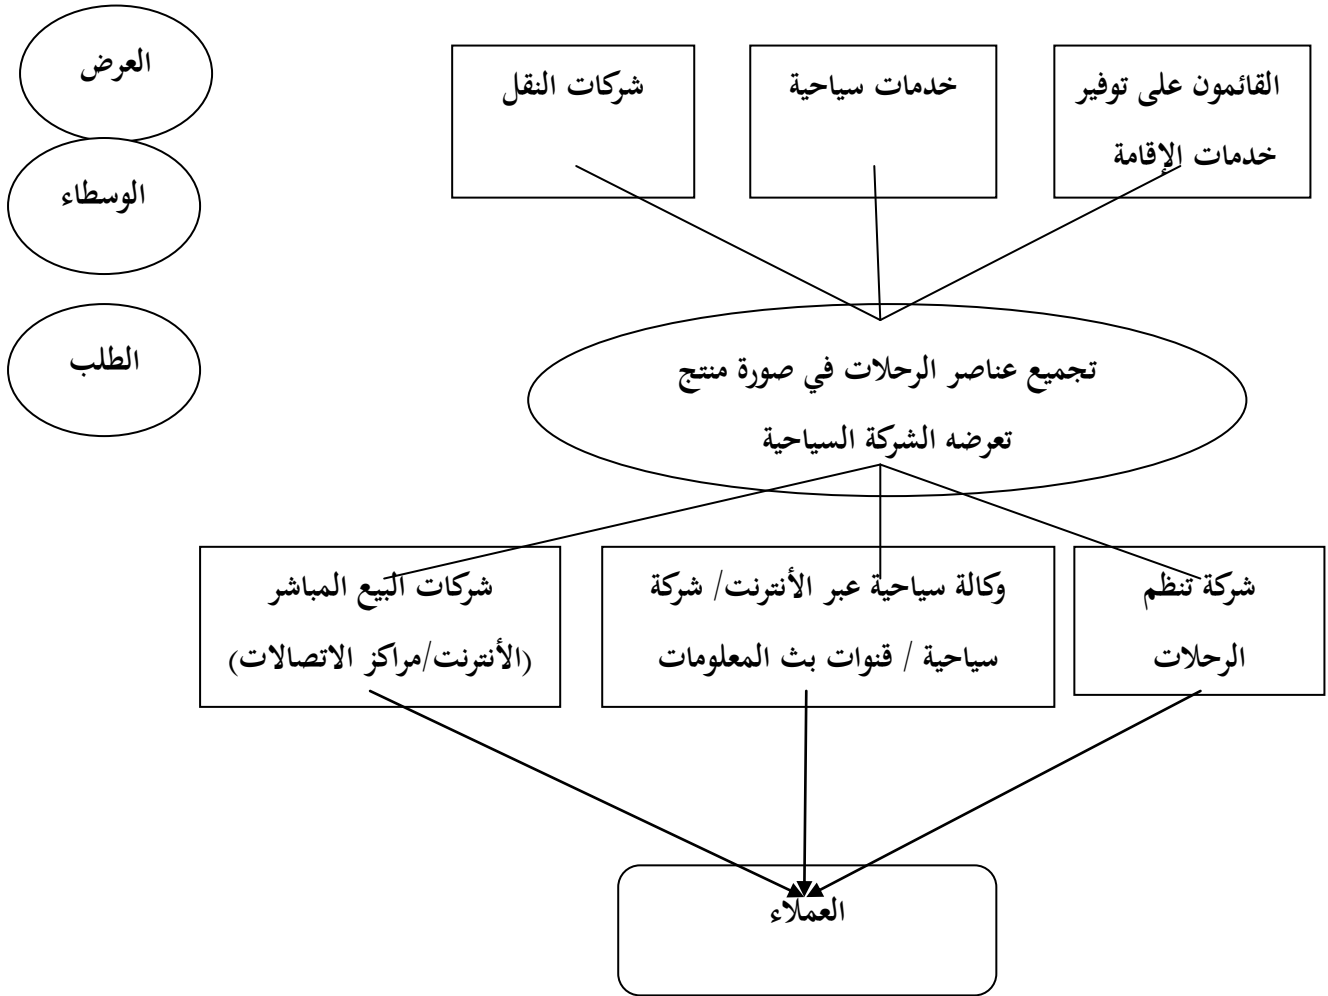 العرض
الوسطاء
الطلب
القائمون على توفير
خدمات الإقامة
خدمات سياحية
شركات النقل
تجميع عناصر الرحلات في صورة منتج
تعرضه الشركة السياحية
شركة تنظم
الرحلات
وكالة سياحية عبر الأنترنت/ شركة
سياحية / قنوات بث المعلومات
شركات البيع المباشر
(الأنترنت/مراكز الاتصالات)
العملاء